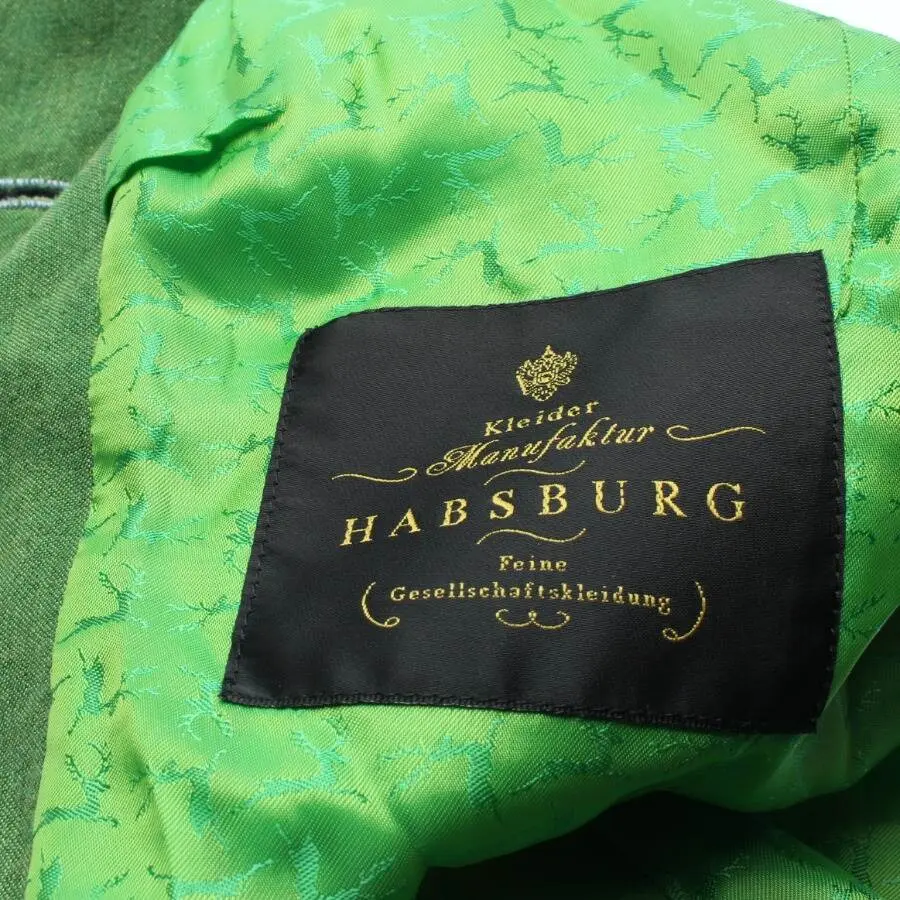 Kleider
Manufaktur
HABSBURG
Feine
Gesellschaftskleidung